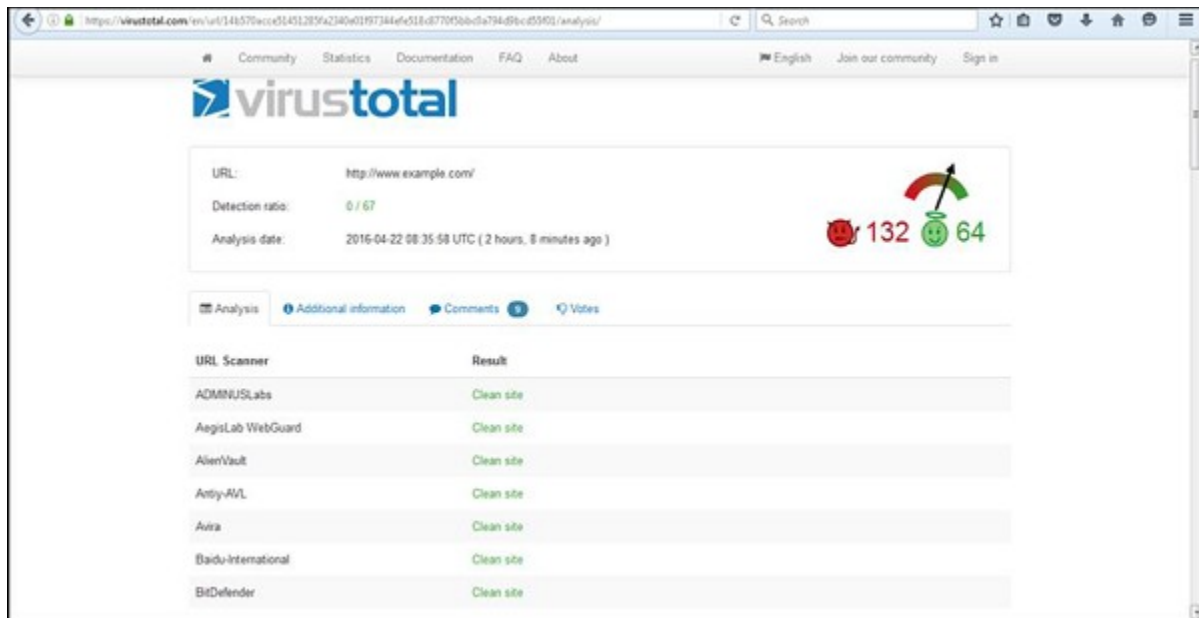 Search
Community Statistics Documentation FAQ About English Join our community Sign in
virustotal
URL: http://www.example.com/
Detection ratio: 0 / 67
Analysis date: 2016-04-22 08:35:58 UTC ( 2 hours, 8 minutes ago )
132 64
Analysis Additional information Comments 9 Votes
URL Scanner Result
ADMINUSLabs Clean site
AegisLab WebGuard Clean site
AlienVault Clean site
Antiy-AVL Clean site
Avira Clean site
Baidu-International Clean site
BitDefender Clean site